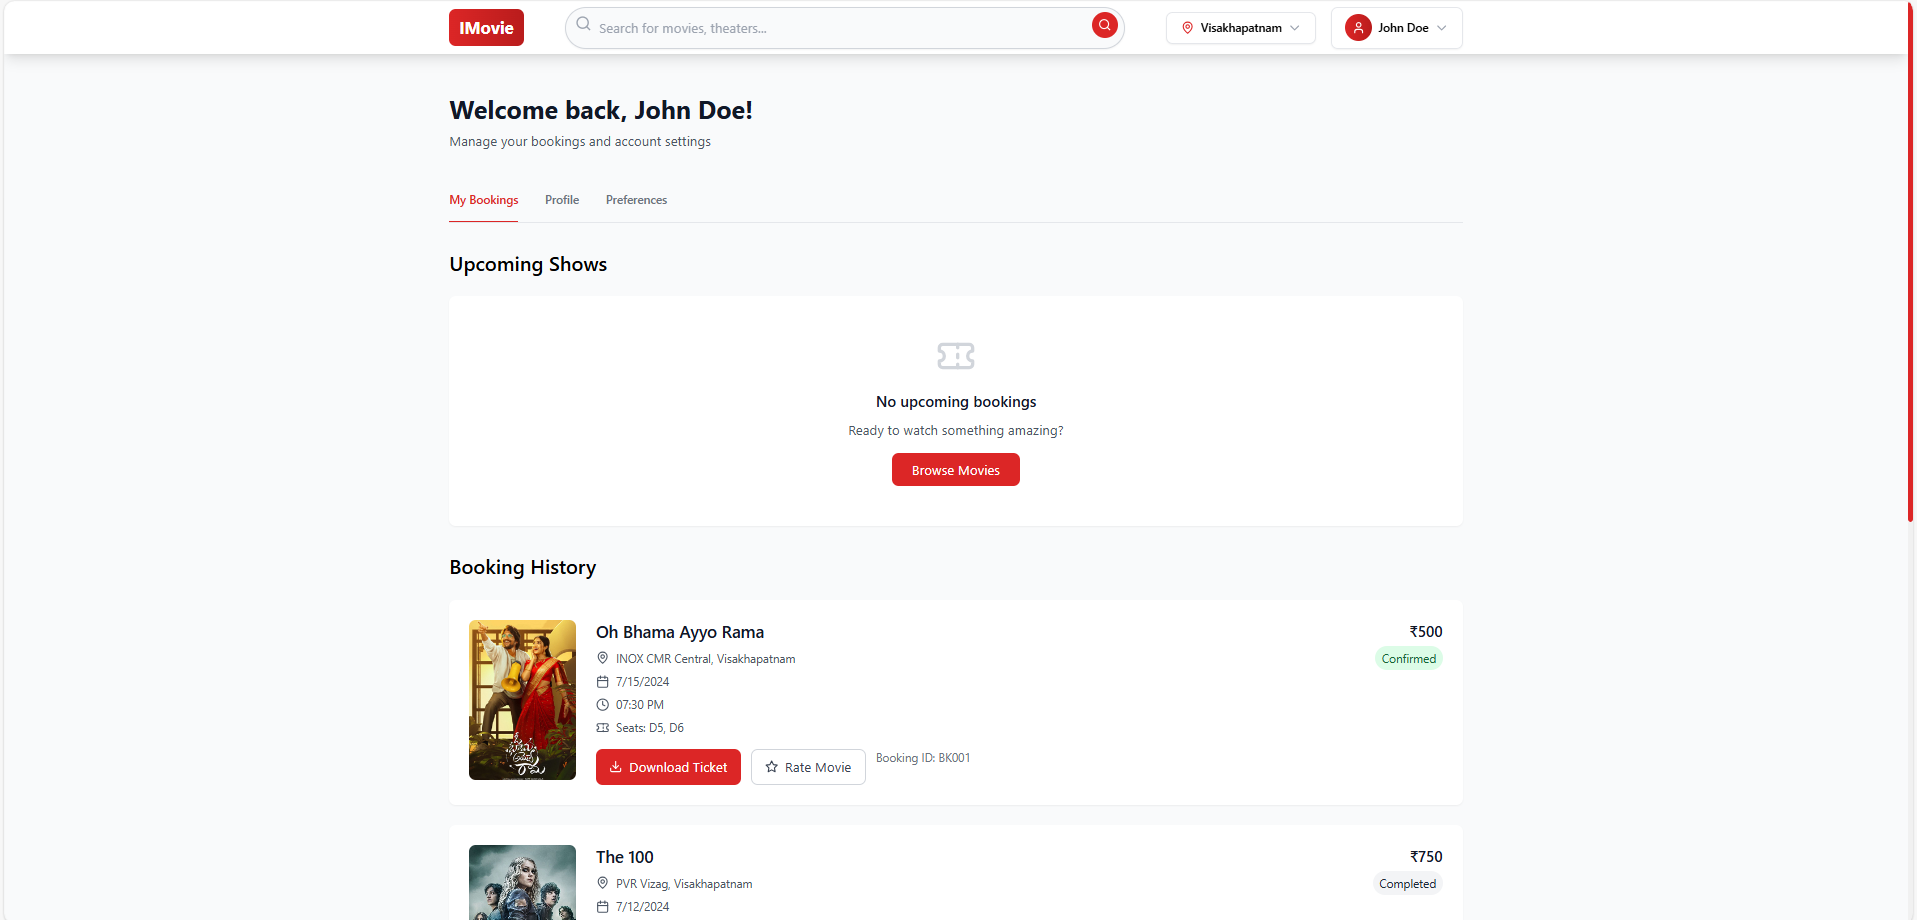 IMovie
Search for movies, theaters...
Visakhapatnam
John Doe
Welcome back, John Doe!
Manage your bookings and account settings
My Bookings
Profile
Preferences
Upcoming Shows
No upcoming bookings
Ready to watch something amazing?
Browse Movies
Booking History
Oh Bhama Ayyo Rama
₹500
INOX CMR Central, Visakhapatnam
Confirmed
7/15/2024
07:30 PM
Seats: D5, D6
Download Ticket
Rate Movie
Booking ID: BK001
The 100
₹750
PVR Vizag, Visakhapatnam
Completed
7/12/2024